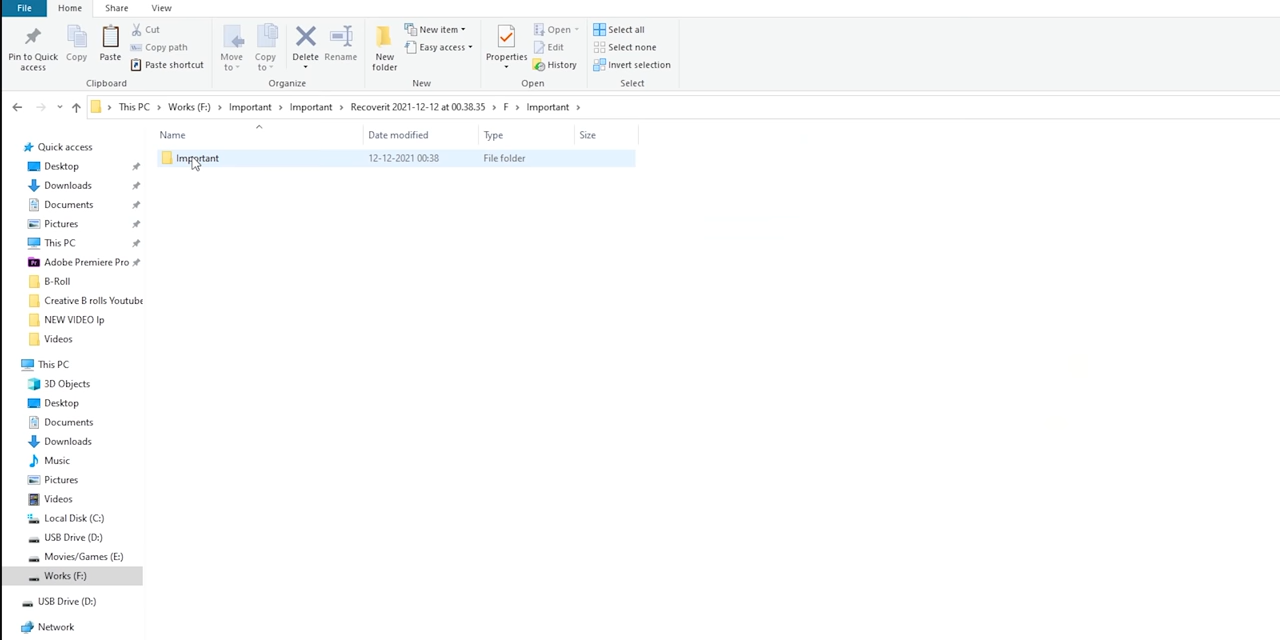 File Home Share View
Pin to Quick access
Copy
Paste
Cut
Copy path
Paste shortcut
Clipboard
Move to
Copy to
Delete
Rename
Organize
New folder
New item
Easy access
New
Properties
Open
Edit
History
Open
Select all
Select none
Invert selection
Select
This PC > Works (F:) > Important > Important > Recoverit 2021-12-12 at 00.38.35 > F > Important >
Name Date modified Type Size
Important 12-12-2021 00:38 File folder
Quick access
Desktop
Downloads
Documents
Pictures
This PC
Adobe Premiere Pro
B-Roll
Creative B rolls Youtube
NEW VIDEO Ip
Videos
This PC
3D Objects
Desktop
Documents
Downloads
Music
Pictures
Videos
Local Disk (C:)
USB Drive (D:)
Movies/Games (E:)
Works (F:)
USB Drive (D:)
Network